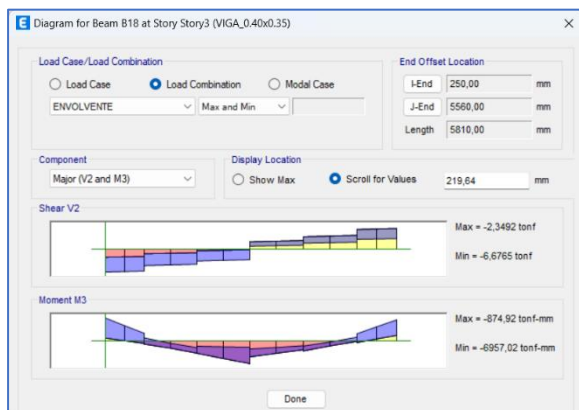 E Diagram for Beam B18 at Story Story3 (VIGA_0.40x0.35)
Load Case/Load Combination
Load Case Load Combination Modal Case
ENVOLVENTE Max and Min
End Offset Location
I-End 250,00 mm
J-End 5560,00 mm
Length 5810,00 mm
Component
Major (V2 and M3)
Display Location
Show Max Scroll for Values 219,64 mm
Shear V2
Max = -2,3492 tonf
Min = -6,6765 tonf
Moment M3
Max = -874,92 tonf-mm
Min = -6957,02 tonf-mm
Done